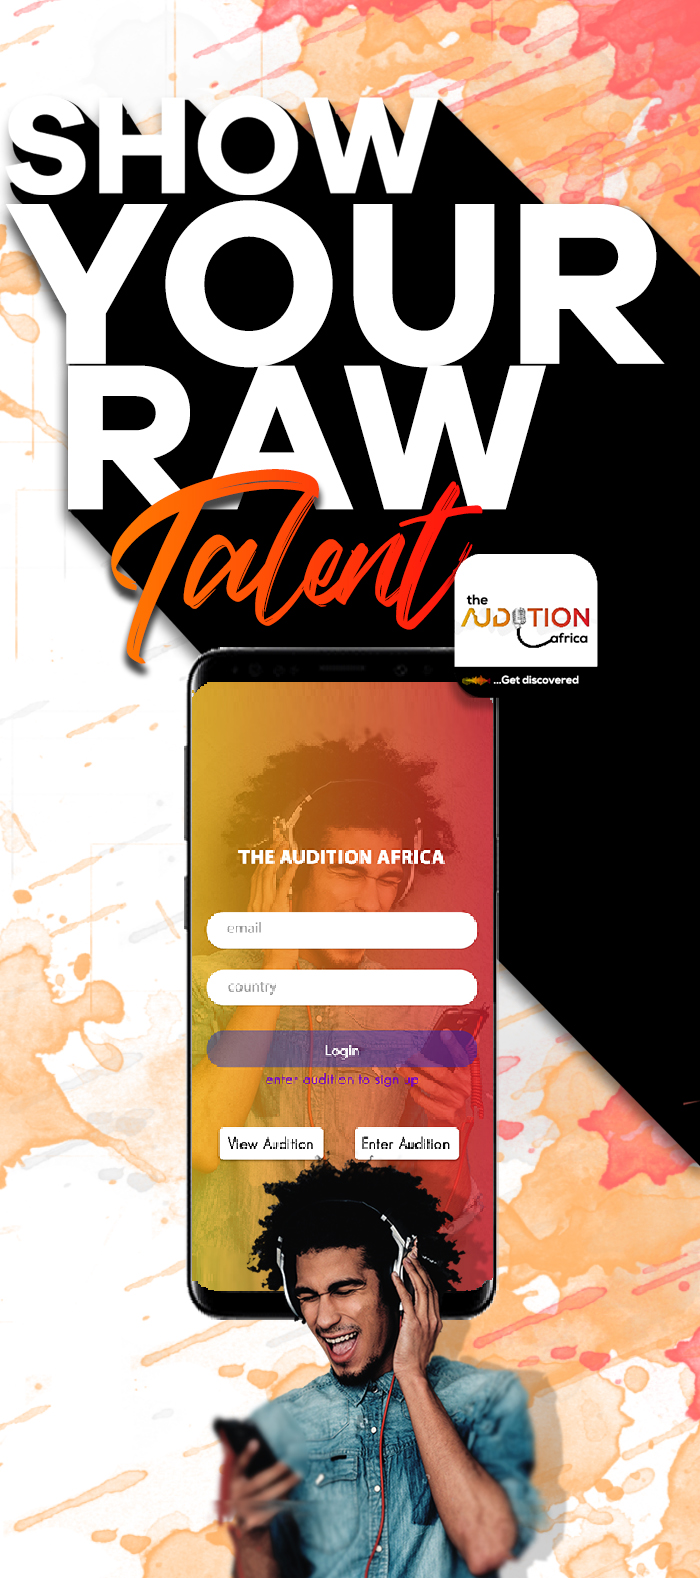 SHOW
YOUR
RAW
Talent
the
AUDITION
africa
...Get discovered
THE AUDITION AFRICA
email
country
Login
enter audition to sign up
View Audition
Enter Audition